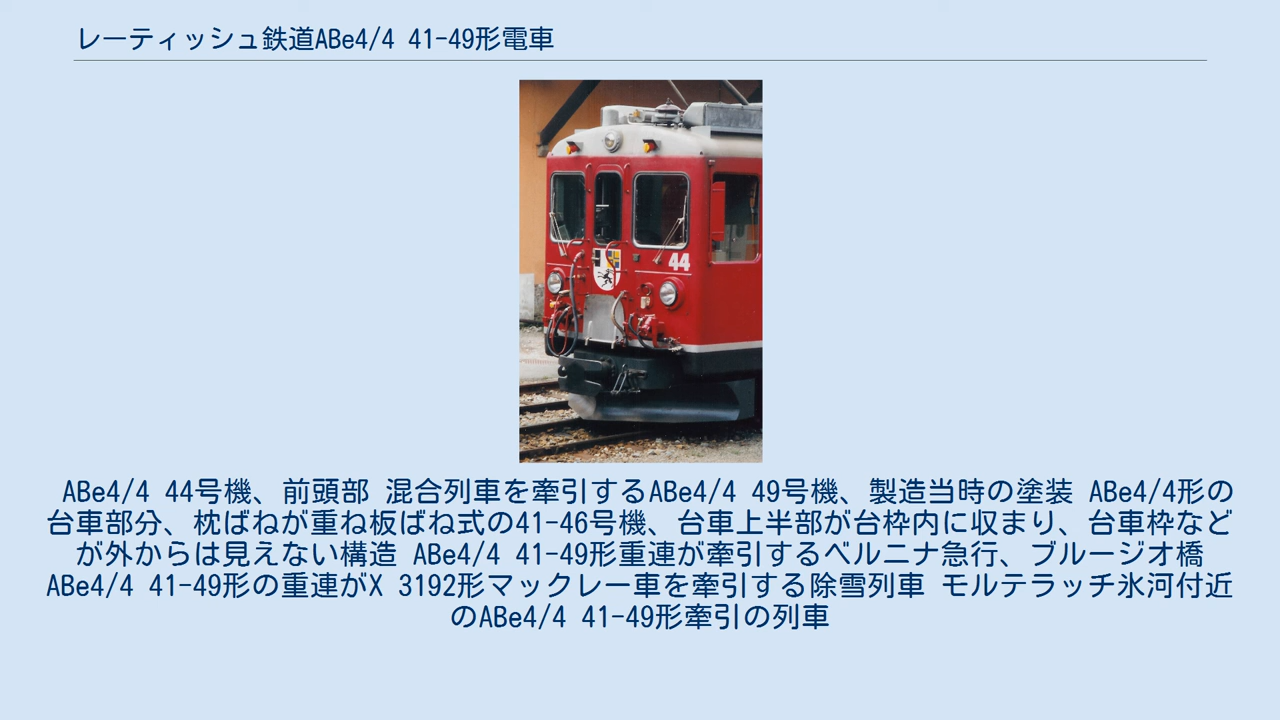 レーティッシュ鉄道ABe4/4 41-49形電車
44
ABe4/4 44号機、前頭部 混合列車を牽引するABe4/4 49号機、製造当時の塗装 ABe4/4形の
台車部分、枕ばねが重ね板ばね式の41-46号機、台車上半部が台枠内に収まり、台車枠など
が外からは見えない構造 ABe4/4 41-49形重連が牽引するベルニナ急行、ブルージオ橋
ABe4/4 41-49形の重連がX 3192形マックレー車を牽引する除雪列車 モルテラッチ氷河付近
のABe4/4 41-49形牽引の列車